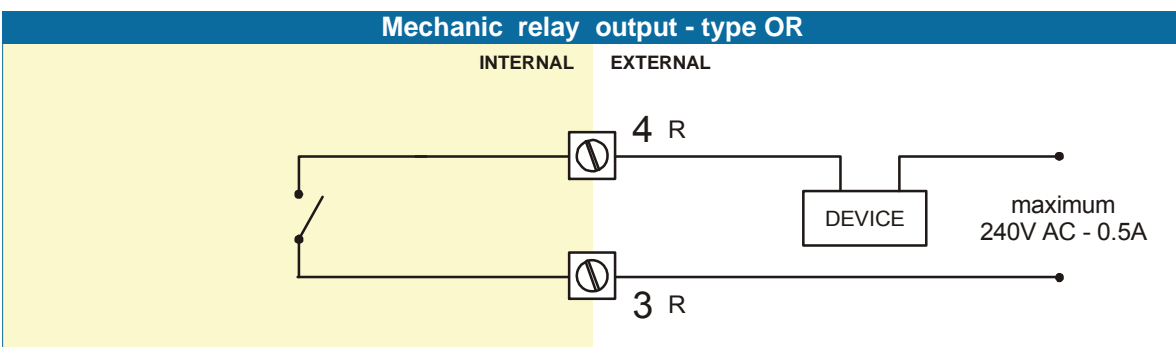 Mechanic relay output - type OR
INTERNAL EXTERNAL
4 R
DEVICE
maximum
240V AC - 0.5A
3 R